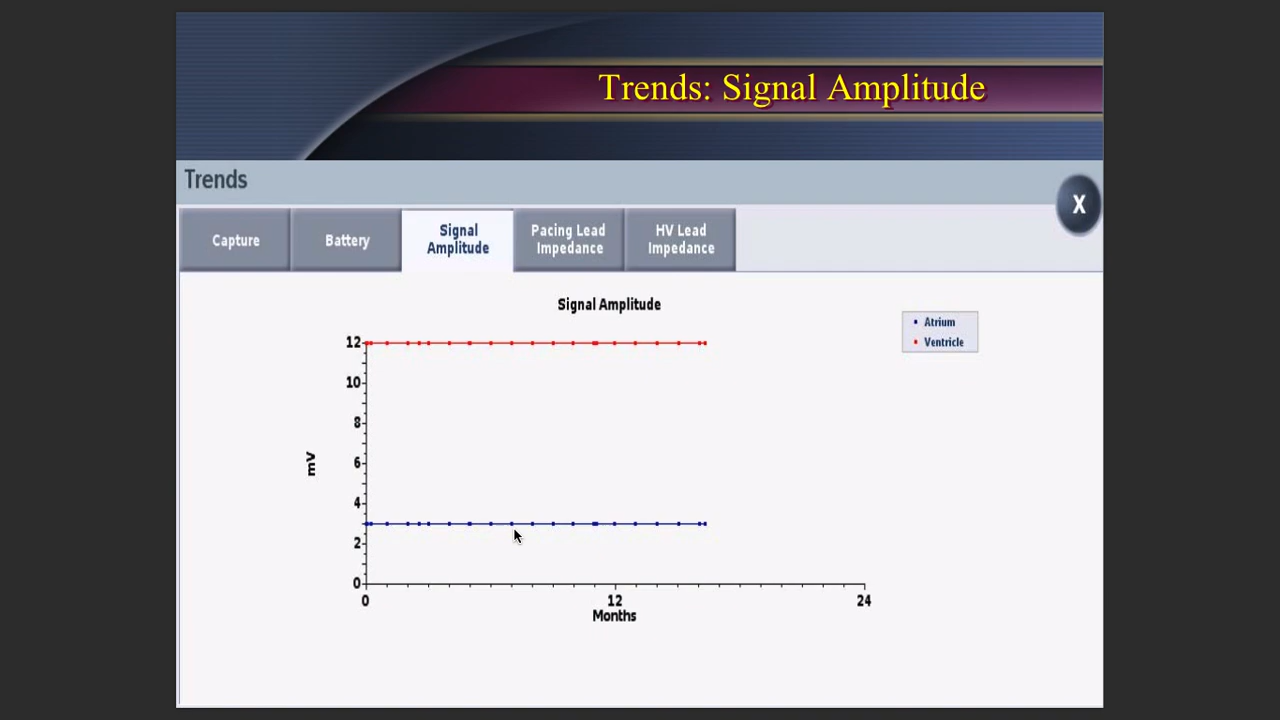 Trends: Signal Amplitude
Trends
X
Capture
Battery
Signal
Amplitude
Pacing Lead
Impedance
HV Lead
Impedance
Signal Amplitude
Atrium
Ventricle
12
10
8
6
4
2
0
mV
0
12
24
Months